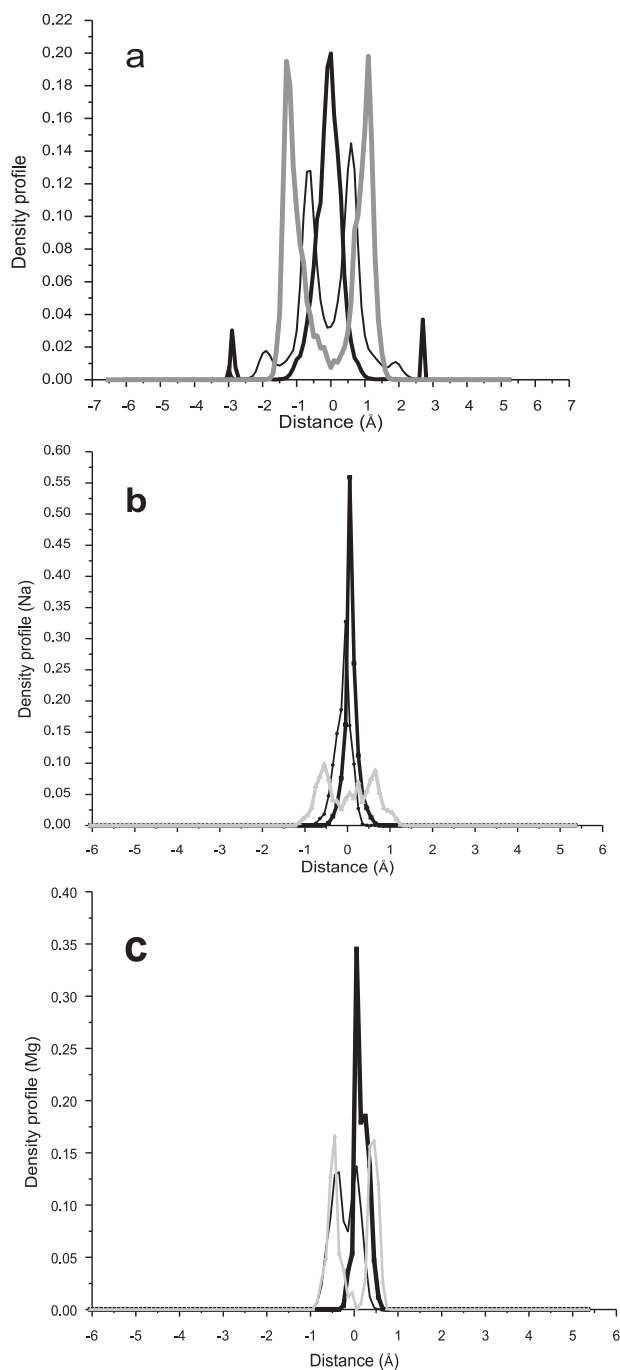 a
Density profile
0.20
0.18
0.16
0.14
0.12
0.10
0.08
0.06
0.04
0.02
0.00
-7 -6 -5 -4 -3 -2 -1 0 1 2 3 4 5 6 7
Distance (Å)
b
Density profile (Na)
0.60
0.55
0.50
0.45
0.40
0.35
0.30
0.25
0.20
0.15
0.10
0.05
0.00
-6 -5 -4 -3 -2 -1 0 1 2 3 4 5 6
Distance (Å)
c
Density profile (Mg)
0.40
0.35
0.30
0.25
0.20
0.15
0.10
0.05
0.00
-6 -5 -4 -3 -2 -1 0 1 2 3 4 5 6
Distance (Å)